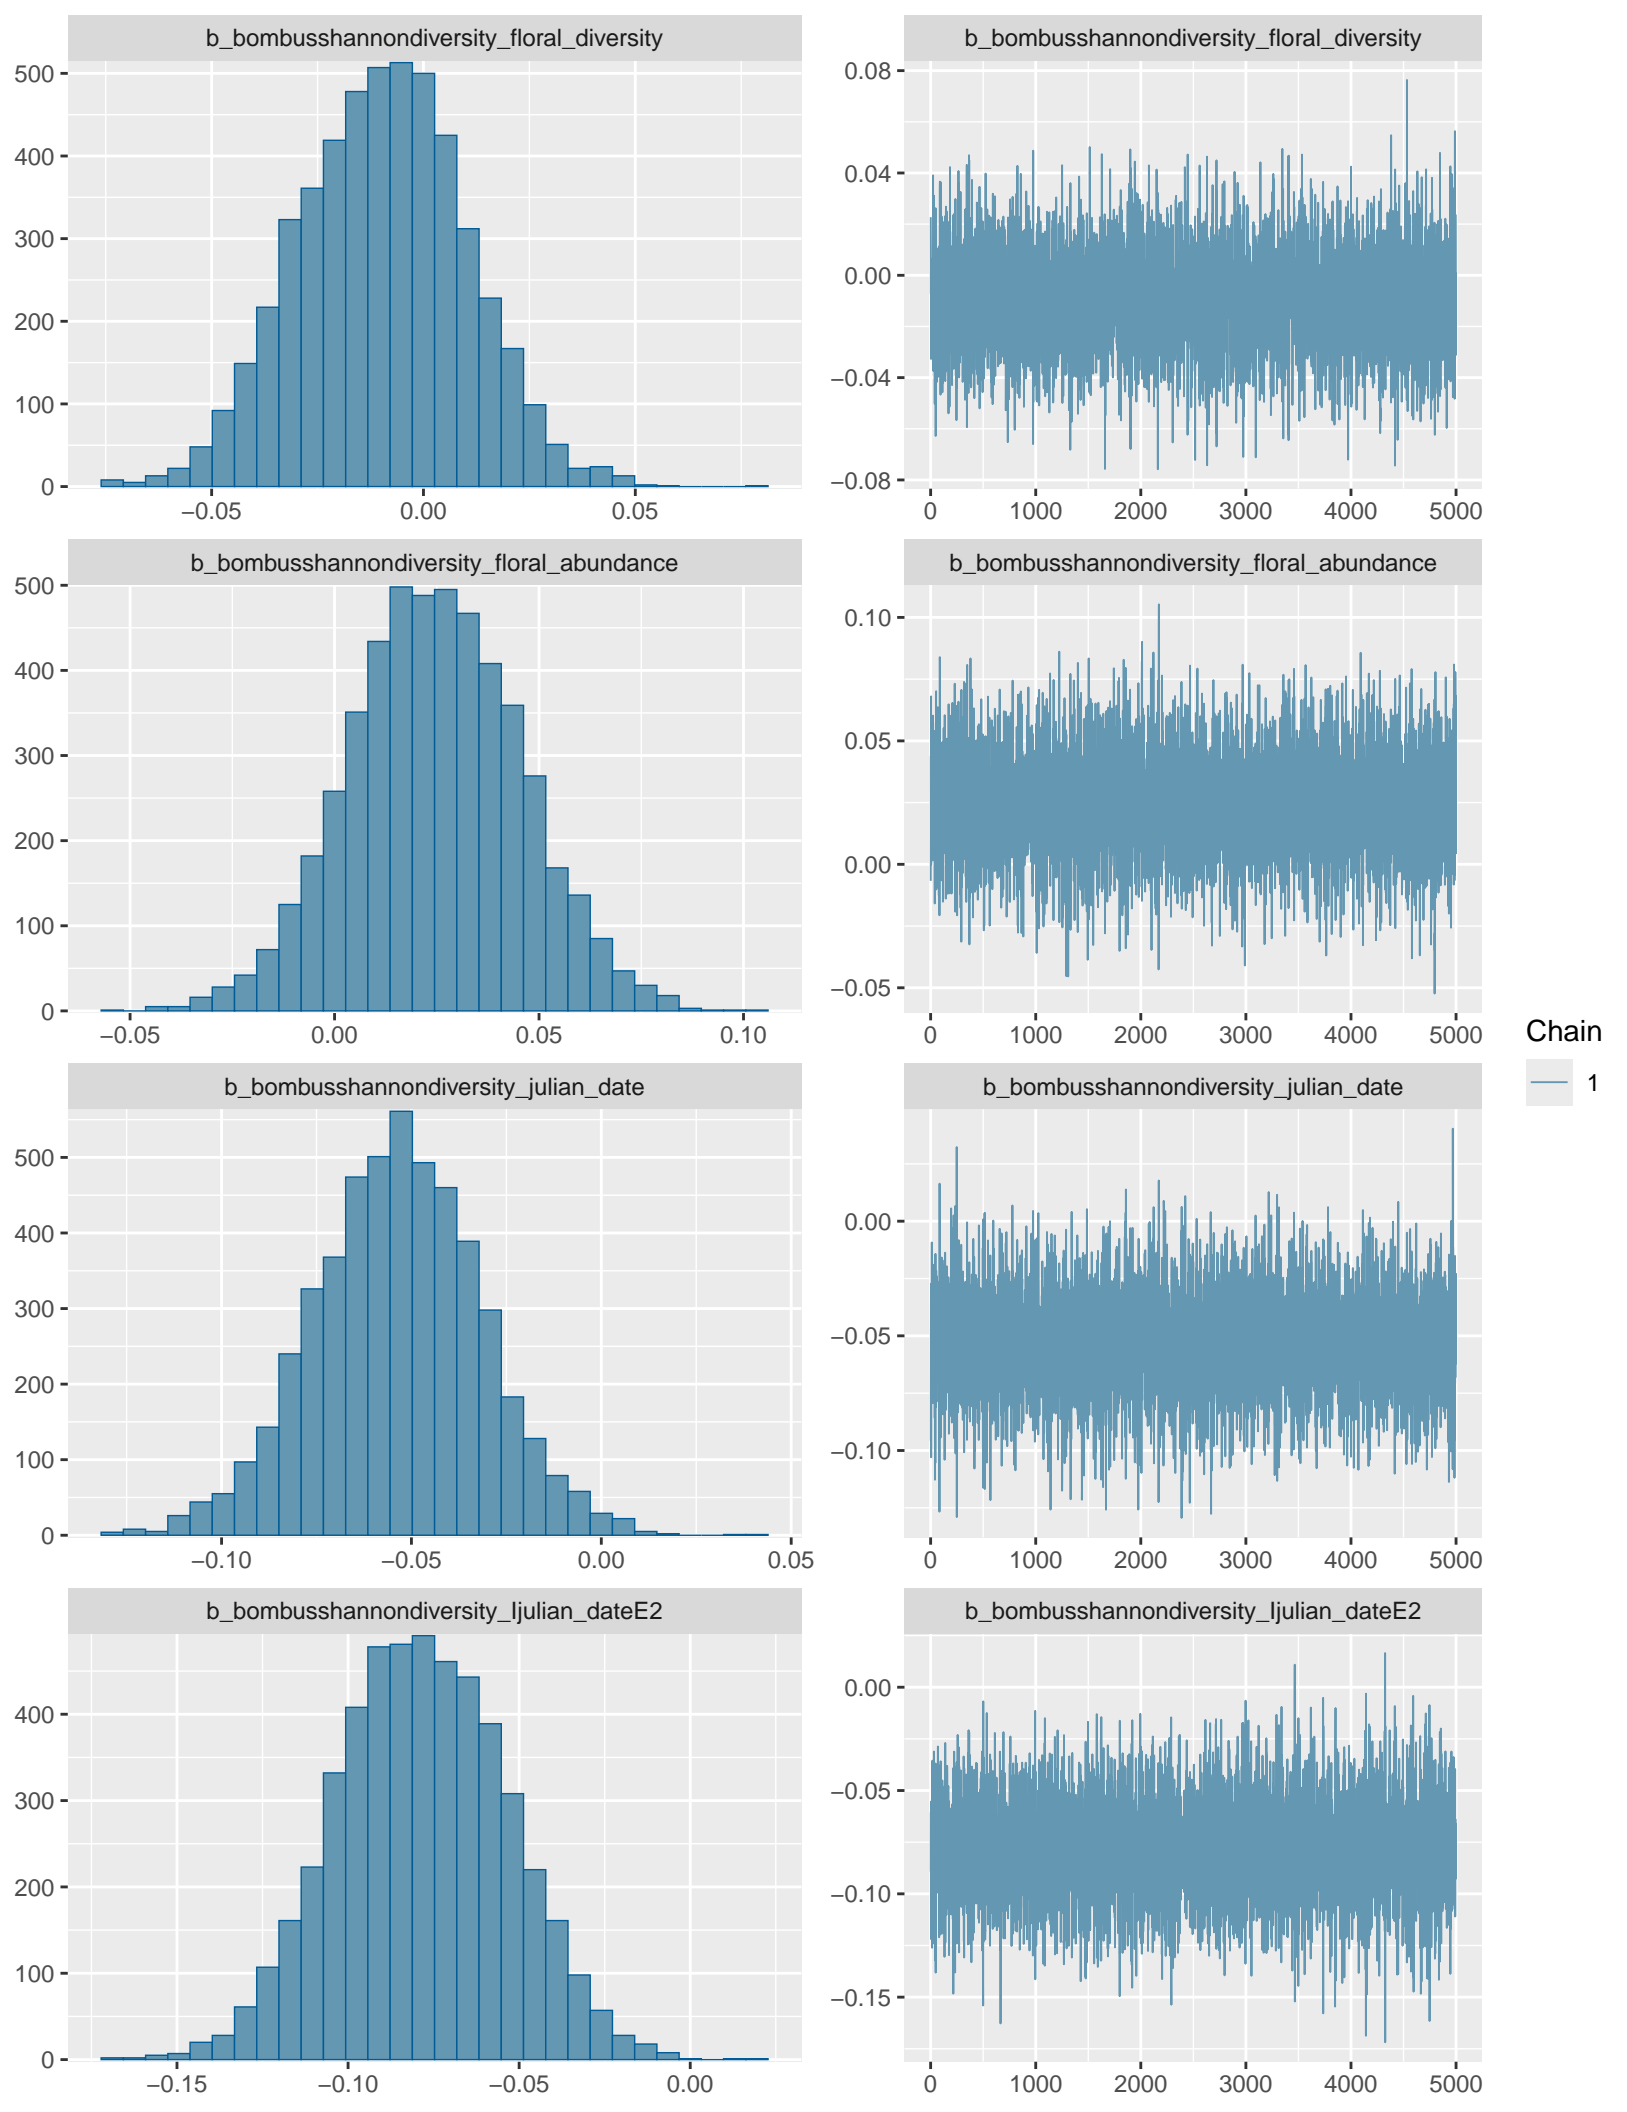 b_bombusshannondiversity_floral_diversity
500
400
300
200
100
0
−0.05 0.00 0.05
b_bombusshannondiversity_floral_diversity
0.08
0.04
0.00
−0.04
−0.08
0 1000 2000 3000 4000 5000
b_bombusshannondiversity_floral_abundance
500
400
300
200
100
0
−0.05 0.00 0.05 0.10
b_bombusshannondiversity_floral_abundance
0.10
0.05
0.00
−0.05
0 1000 2000 3000 4000 5000
b_bombusshannondiversity_julian_date
500
400
300
200
100
0
−0.10 −0.05 0.00 0.05
b_bombusshannondiversity_julian_date
0.00
−0.05
−0.10
0 1000 2000 3000 4000 5000
b_bombusshannondiversity_Ijulian_dateE2
400
300
200
100
0
−0.15 −0.10 −0.05 0.00
b_bombusshannondiversity_Ijulian_dateE2
0.00
−0.05
−0.10
−0.15
0 1000 2000 3000 4000 5000
Chain
1